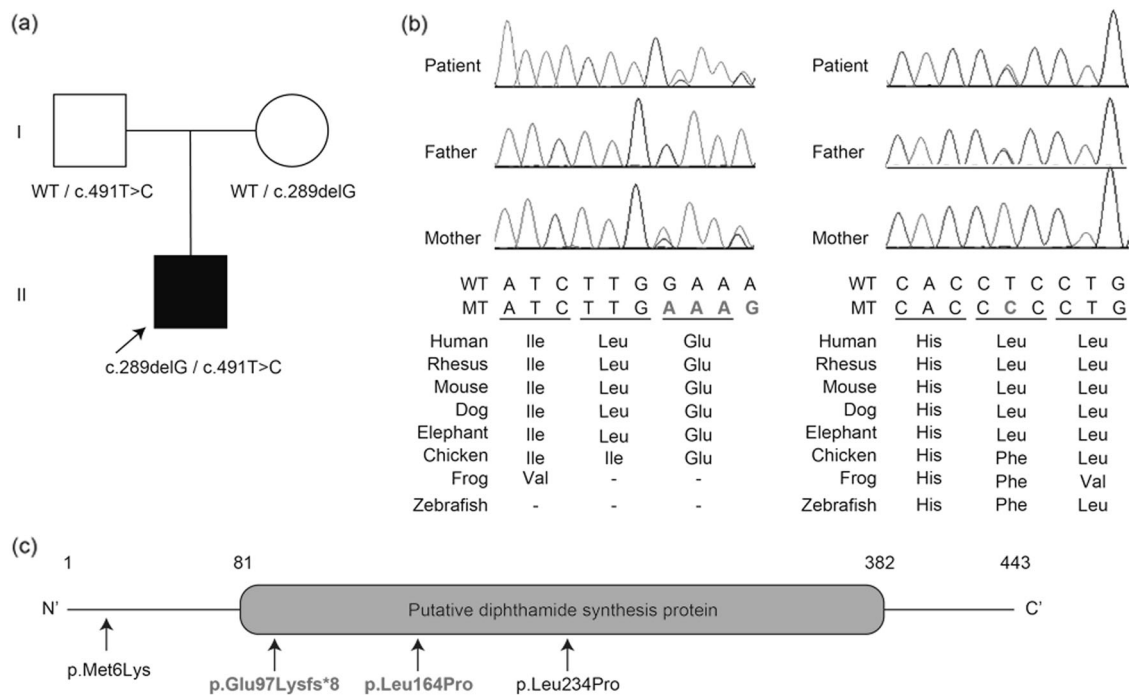 (a)
I
WT / c.491T>C
WT / c.289delG
II
c.289delG / c.491T>C
(b)
Patient
Father
Mother
WT A T C T T G G A A A
MT A T C T T G A A A G
Human Ile Leu Glu
Rhesus Ile Leu Glu
Mouse Ile Leu Glu
Dog Ile Leu Glu
Elephant Ile Leu Glu
Chicken Ile Ile Glu
Frog Val - -
Zebrafish - - -
Patient
Father
Mother
WT C A C C T C C T G
MT C A C C C C C T G
Human His Leu Leu
Rhesus His Leu Leu
Mouse His Leu Leu
Dog His Leu Leu
Elephant His Leu Leu
Chicken His Phe Leu
Frog His Phe Val
Zebrafish His Phe Leu
(c)
1 81 382 443
N' Putative diphthamide synthesis protein C'
p.Met6Lys p.Glu97Lysfs*8 p.Leu164Pro p.Leu234Pro